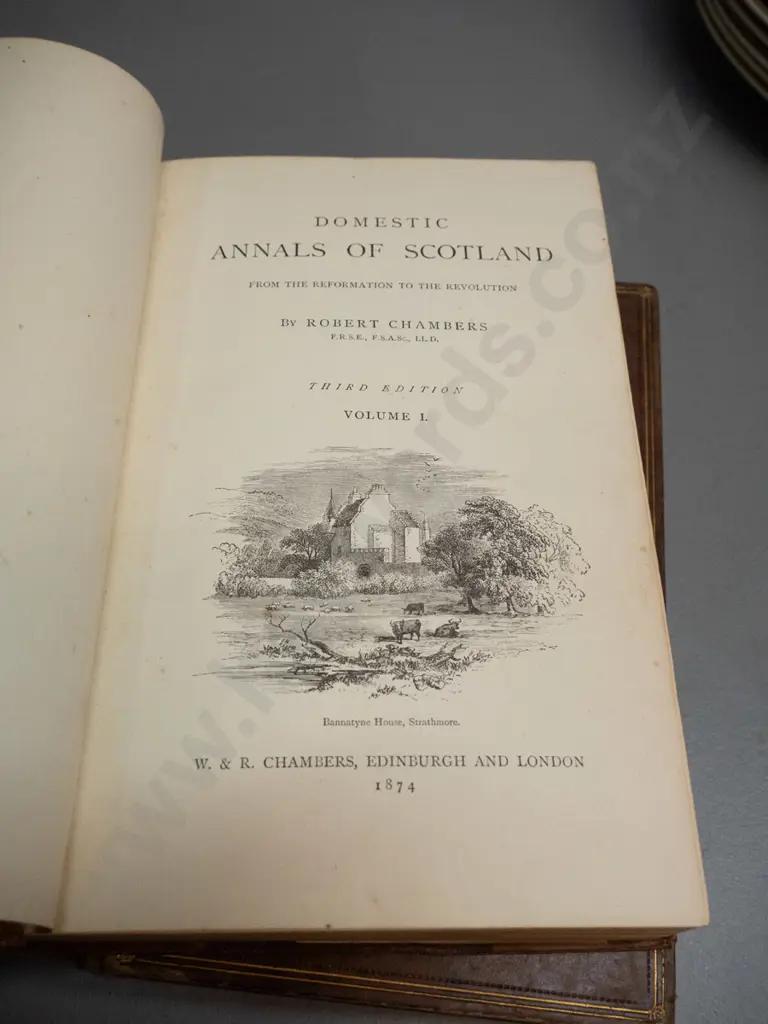 DOMESTIC
ANNALS OF SCOTLAND
FROM THE REFORMATION TO THE REVOLUTION
BY ROBERT CHAMBERS
F.R.S.E., F.S.A.Sc., LL.D.
THIRD EDITION
VOLUME I.
Bannatyne House, Strathmore.
W. & R. CHAMBERS, EDINBURGH AND LONDON
1874